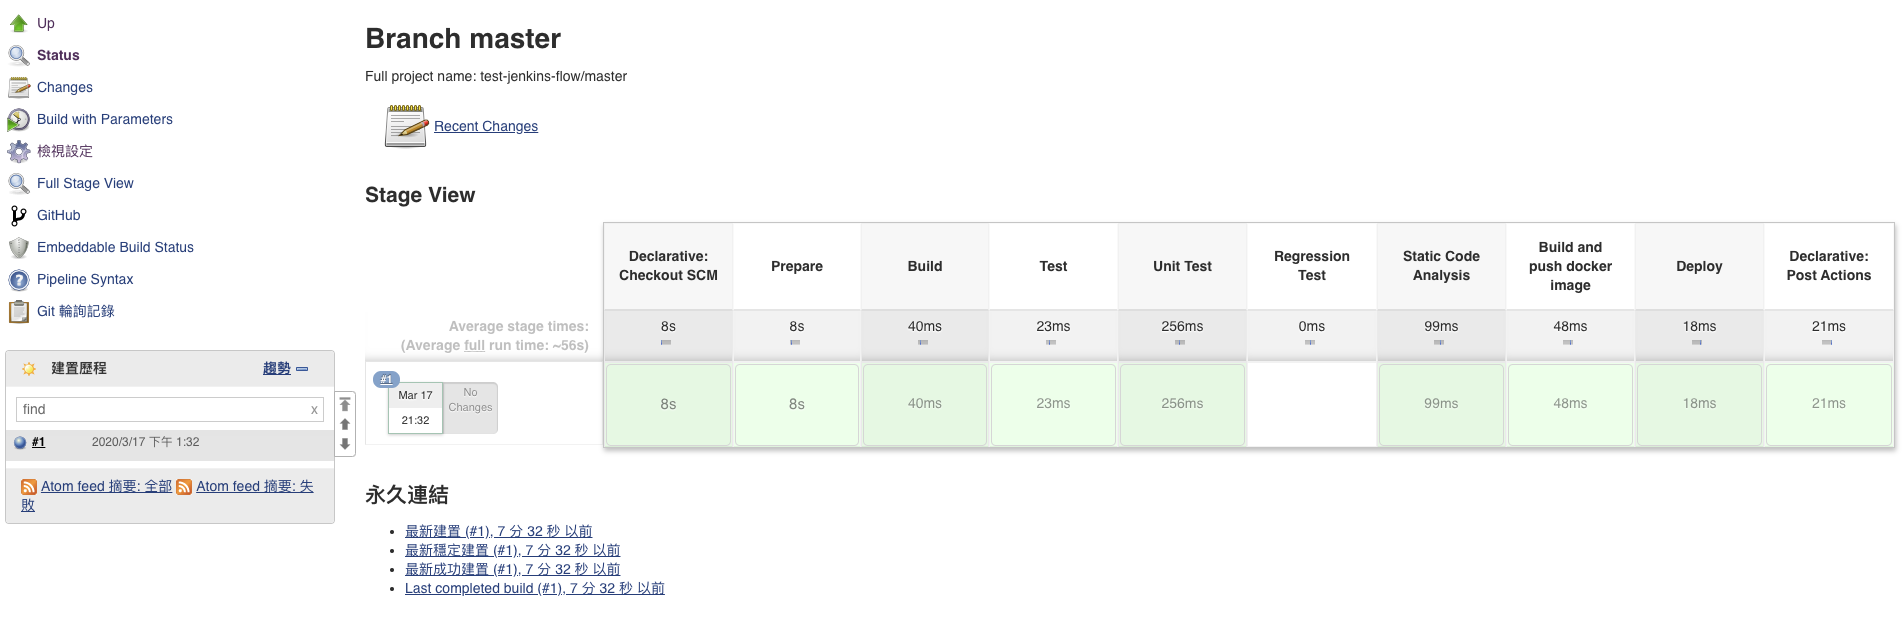 Up
Status
Changes
Build with Parameters
檢視設定
Full Stage View
GitHub
Embeddable Build Status
Pipeline Syntax
Git 輪詢記錄
建置歷程 趨勢
find x
#1 2020/3/17 下午 1:32
Atom feed 摘要: 全部 Atom feed 摘要: 失
敗
Branch master
Full project name: test-jenkins-flow/master
Recent Changes
Stage View
Declarative:
Checkout SCM
Prepare
Build
Test
Unit Test
Regression
Test
Static Code
Analysis
Build and
push docker
image
Deploy
Declarative:
Post Actions
Average stage times:
(Average full run time: ~56s)
8s 8s 40ms 23ms 256ms 0ms 99ms 48ms 18ms 21ms
#1
Mar 17
21:32
No
Changes
8s 8s 40ms 23ms 256ms 99ms 48ms 18ms 21ms
永久連結
最新建置 (#1), 7 分 32 秒 以前
最新穩定建置 (#1), 7 分 32 秒 以前
最新成功建置 (#1), 7 分 32 秒 以前
Last completed build (#1), 7 分 32 秒 以前